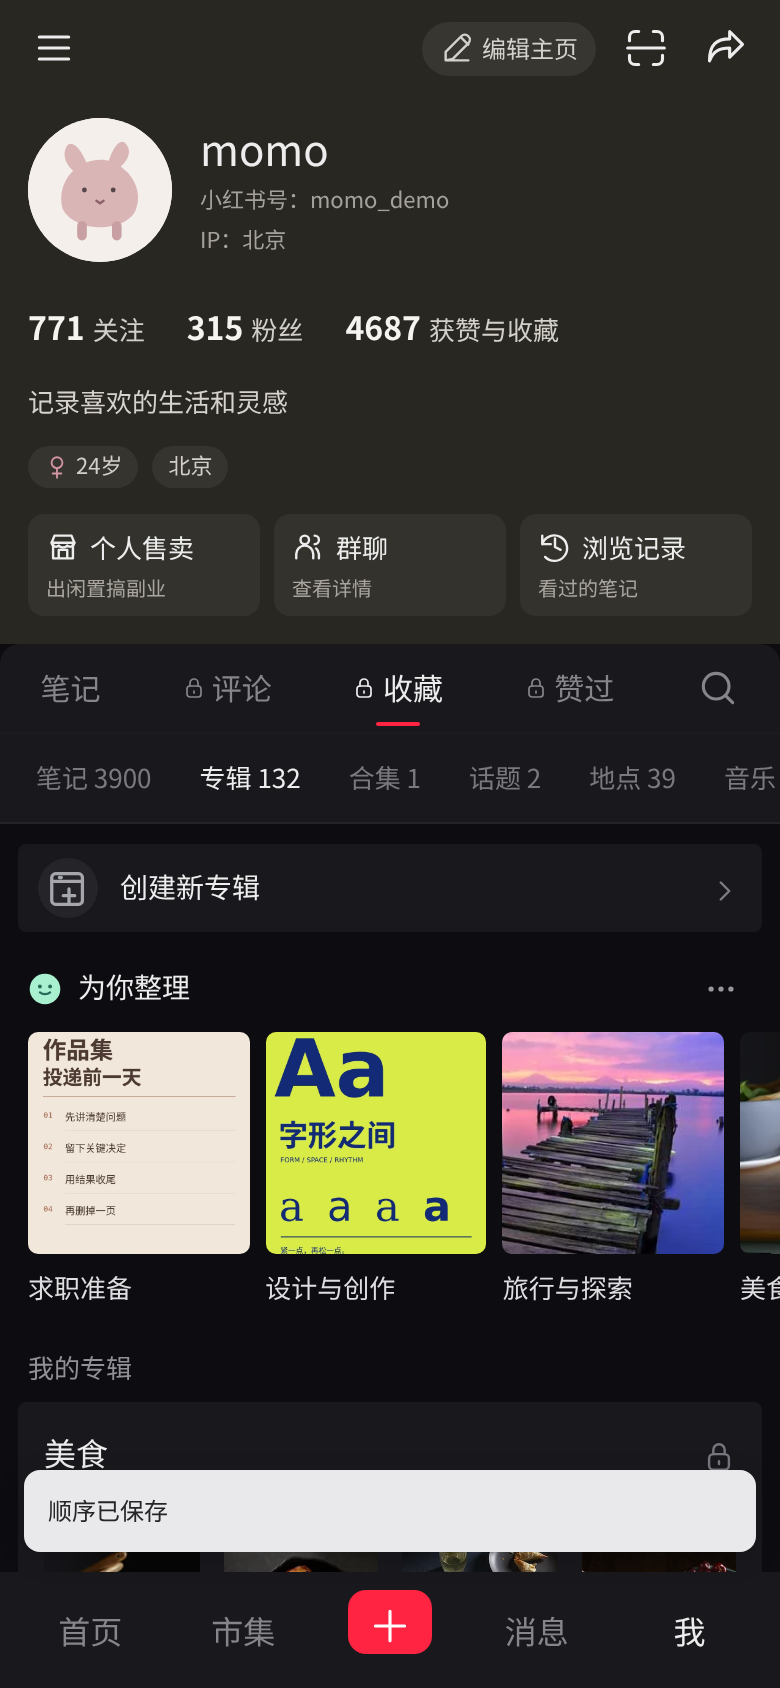 编辑主页
momo
小红书号：momo_demo
IP：北京
771 关注 315 粉丝 4687 获赞与收藏
记录喜欢的生活和灵感
24岁 北京
个人售卖
出闲置搞副业
群聊
查看详情
浏览记录
看过的笔记
笔记 评论 收藏 赞过
笔记 3900 专辑 132 合集 1 话题 2 地点 39 音乐
创建新专辑
为你整理
作品集
投递前一天
01 先讲清楚问题
02 留下关键决定
03 用结果收尾
04 再删掉一页
Aa
字形之间
FORM / SPACE / RHYTHM
a a a a
紧一点，再松一点。
求职准备 设计与创作 旅行与探索 美食
我的专辑
美食
顺序已保存
首页 市集 消息 我